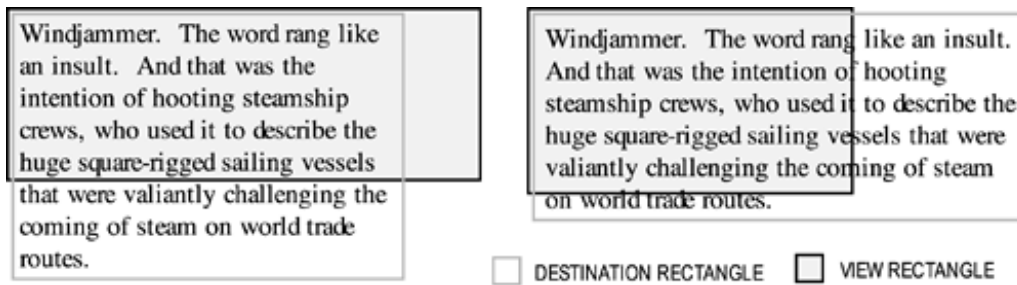 Windjammer. The word rang like
an insult. And that was the
intention of hooting steamship
crews, who used it to describe the
huge square-rigged sailing vessels
that were valiantly challenging the
coming of steam on world trade
routes.
Windjammer. The word rang like an insult.
And that was the intention of hooting
steamship crews, who used it to describe the
huge square-rigged sailing vessels that were
valiantly challenging the coming of steam
on world trade routes.
DESTINATION RECTANGLE
VIEW RECTANGLE